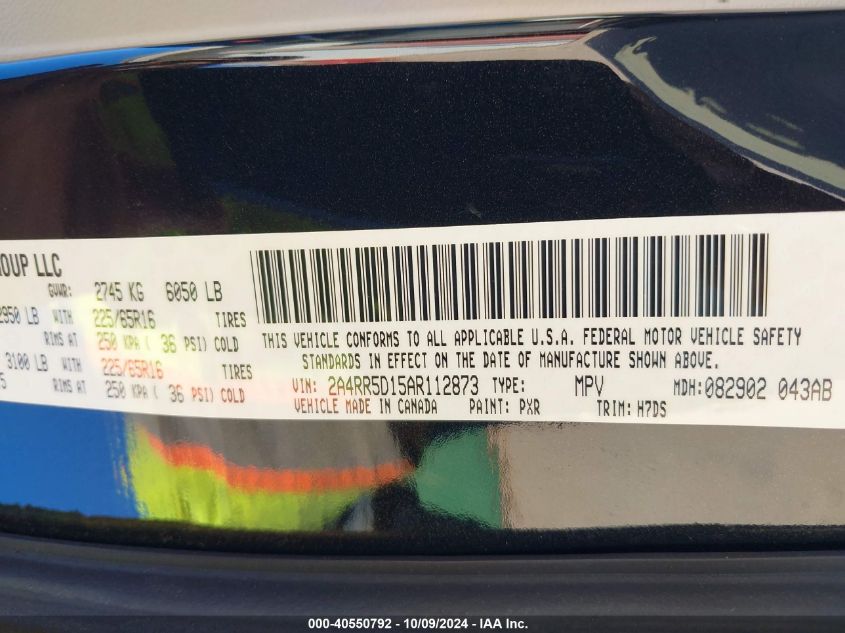 GROUP LLC
GVWR: 2745 KG 6050 LB
2950 LB WITH 225/65R16 TIRES
RIMS AT 250 KPA ( 36 PSI) COLD
3100 LB WITH 225/65R16 TIRES
RIMS AT 250 KPA ( 36 PSI) COLD
THIS VEHICLE CONFORMS TO ALL APPLICABLE U.S.A. FEDERAL MOTOR VEHICLE SAFETY
STANDARDS IN EFFECT ON THE DATE OF MANUFACTURE SHOWN ABOVE.
VIN: 2A4RR5D15AR112873 TYPE: MPV MDH: 082902 043AB
VEHICLE MADE IN CANADA PAINT: PXR TRIM: H7DS
000-40550792 - 10/09/2024 - IAA Inc.